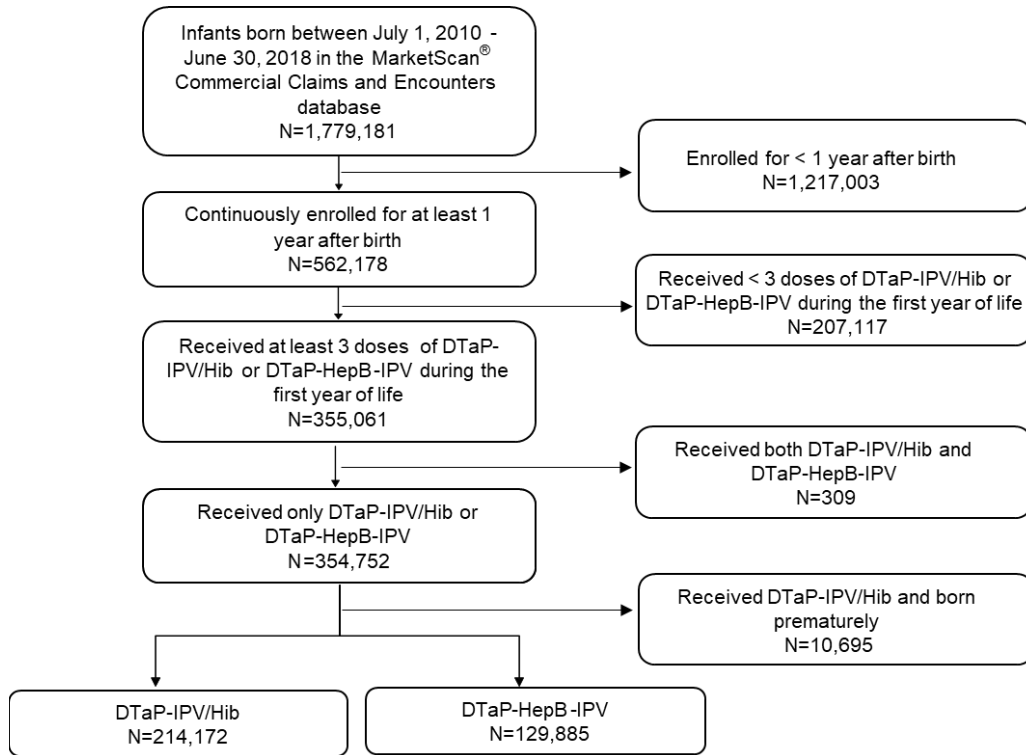 Infants born between July 1, 2010 -
June 30, 2018 in the MarketScan®
Commercial Claims and Encounters
database
N=1,779,181
Enrolled for < 1 year after birth
N=1,217,003
Continuously enrolled for at least 1
year after birth
N=562,178
Received < 3 doses of DTaP-IPV/Hib or
DTaP-HepB-IPV during the first year of life
N=207,117
Received at least 3 doses of DTaP-
IPV/Hib or DTaP-HepB-IPV during the
first year of life
N=355,061
Received both DTaP-IPV/Hib and
DTaP-HepB-IPV
N=309
Received only DTaP-IPV/Hib or
DTaP-HepB-IPV
N=354,752
Received DTaP-IPV/Hib and born
prematurely
N=10,695
DTaP-IPV/Hib
N=214,172
DTaP-HepB-IPV
N=129,885